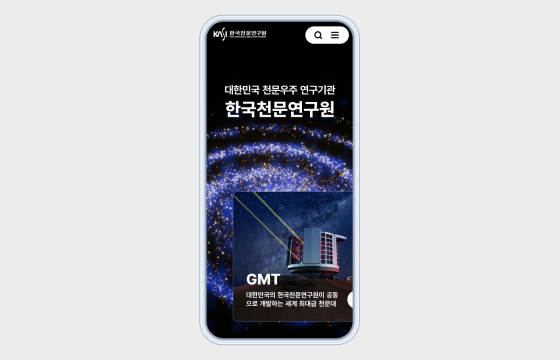 KASI 한국천문연구원
대한민국 천문우주 연구기관
한국천문연구원
GMT
대한민국의 한국천문연구원이 공동
으로 개발하는 세계 최대급 천문대